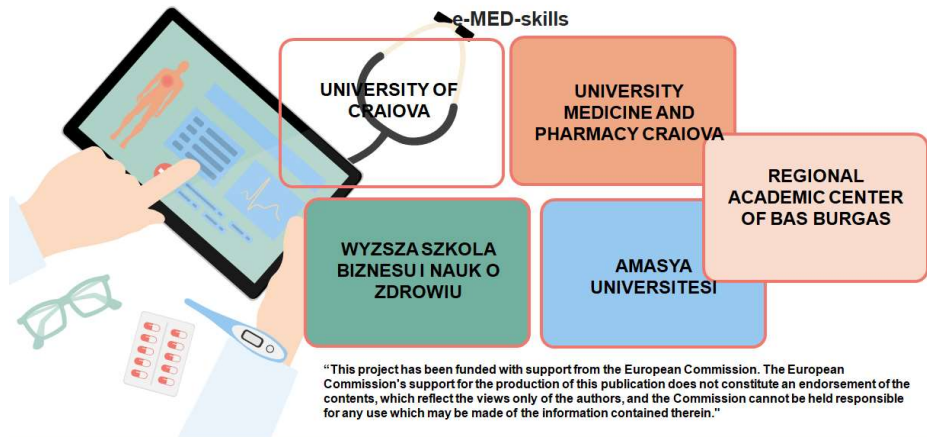 e-MED-skills
UNIVERSITY OF
CRAIOVA
UNIVERSITY
MEDICINE AND
PHARMACY CRAIOVA
REGIONAL
ACADEMIC CENTER
OF BAS BURGAS
WYZSZA SZKOLA
BIZNESU I NAUK O
ZDROWIU
AMASYA
UNIVERSITESI
“This project has been funded with support from the European Commission. The European
Commission's support for the production of this publication does not constitute an endorsement of the
contents, which reflect the views only of the authors, and the Commission cannot be held responsible
for any use which may be made of the information contained therein."